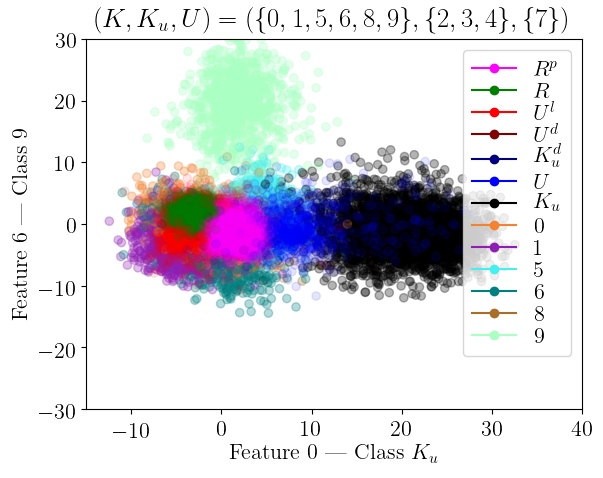 (K, K_u, U) = ({0, 1, 5, 6, 8, 9}, {2, 3, 4}, {7})
30
20
10
0
−10
−20
−30
Feature 6 — Class 9
−10
0
10
20
30
40
Feature 0 — Class K_u
R^p
R
U^l
U^d
K_u^d
U
K_u
0
1
5
6
8
9